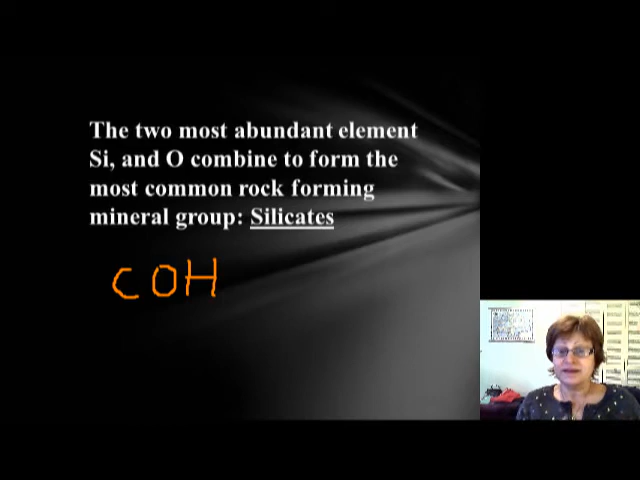 The two most abundant element
Si, and O combine to form the
most common rock forming
mineral group: Silicates
COH